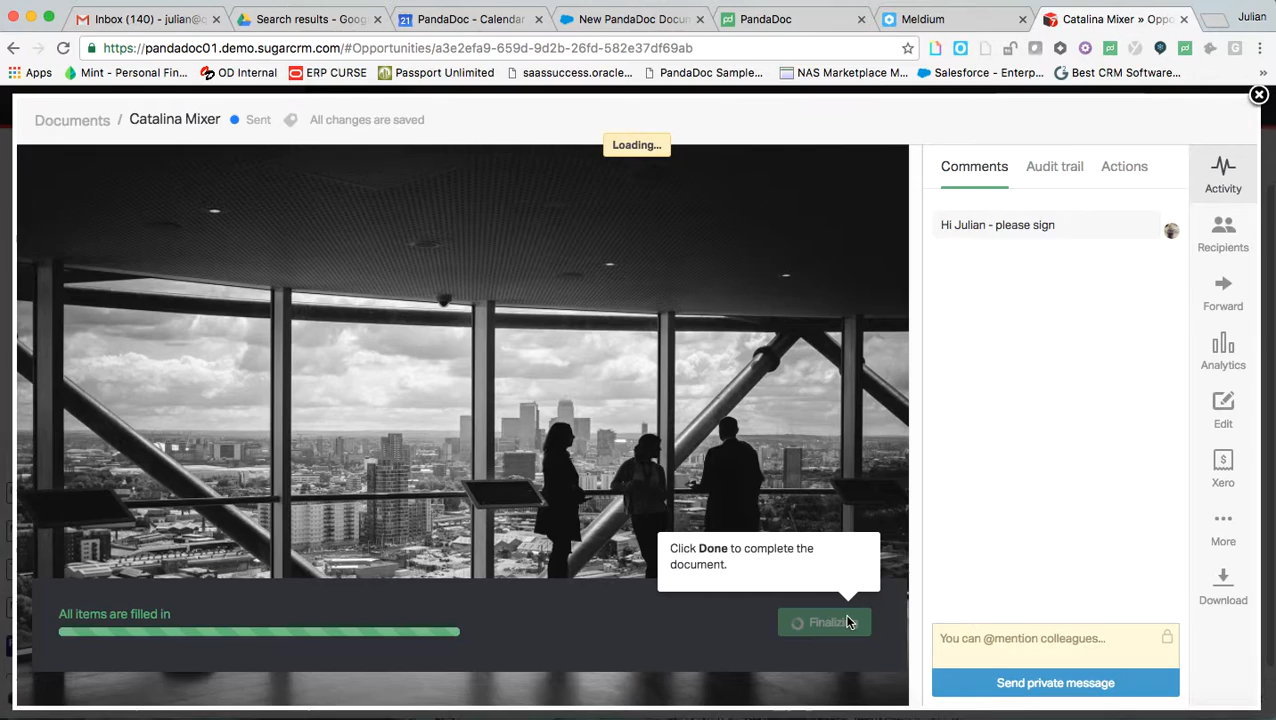 Inbox (140) - julian@
Search results - Google
PandaDoc - Calendar
New PandaDoc Docum
PandaDoc
Meldium
Catalina Mixer » Oppo
Julian
https://pandadoc01.demo.sugarcrm.com/#Opportunities/a3e2efa9-659d-9d2b-26fd-582e37df69ab
Apps
Mint - Personal Fin...
OD Internal
ERP CURSE
Passport Unlimited
saassuccess.oracle...
PandaDoc Sample...
NAS Marketplace M...
Salesforce - Enterp...
Best CRM Software...
»
Documents / Catalina Mixer Sent All changes are saved
Loading...
Comments Audit trail Actions
Activity
Hi Julian - please sign
Recipients
Forward
Analytics
Edit
Xero
More
Download
Click Done to complete the
document.
All items are filled in
You can @mention colleagues...
Send private message